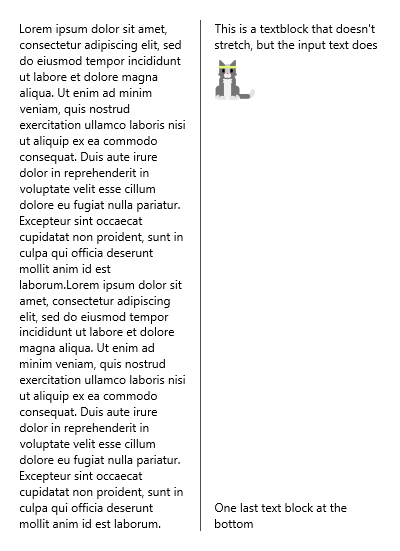 Lorem ipsum dolor sit amet,
consectetur adipiscing elit, sed
do eiusmod tempor incididunt
ut labore et dolore magna
aliqua. Ut enim ad minim
veniam, quis nostrud
exercitation ullamco laboris nisi
ut aliquip ex ea commodo
consequat. Duis aute irure
dolor in reprehenderit in
voluptate velit esse cillum
dolore eu fugiat nulla pariatur.
Excepteur sint occaecat
cupidatat non proident, sunt in
culpa qui officia deserunt
mollit anim id est
laborum.Lorem ipsum dolor sit
amet, consectetur adipiscing
elit, sed do eiusmod tempor
incididunt ut labore et dolore
magna aliqua. Ut enim ad
minim veniam, quis nostrud
exercitation ullamco laboris nisi
ut aliquip ex ea commodo
consequat. Duis aute irure
dolor in reprehenderit in
voluptate velit esse cillum
dolore eu fugiat nulla pariatur.
Excepteur sint occaecat
cupidatat non proident, sunt in
culpa qui officia deserunt
mollit anim id est laborum.
This is a textblock that doesn't
stretch, but the input text does
One last text block at the
bottom